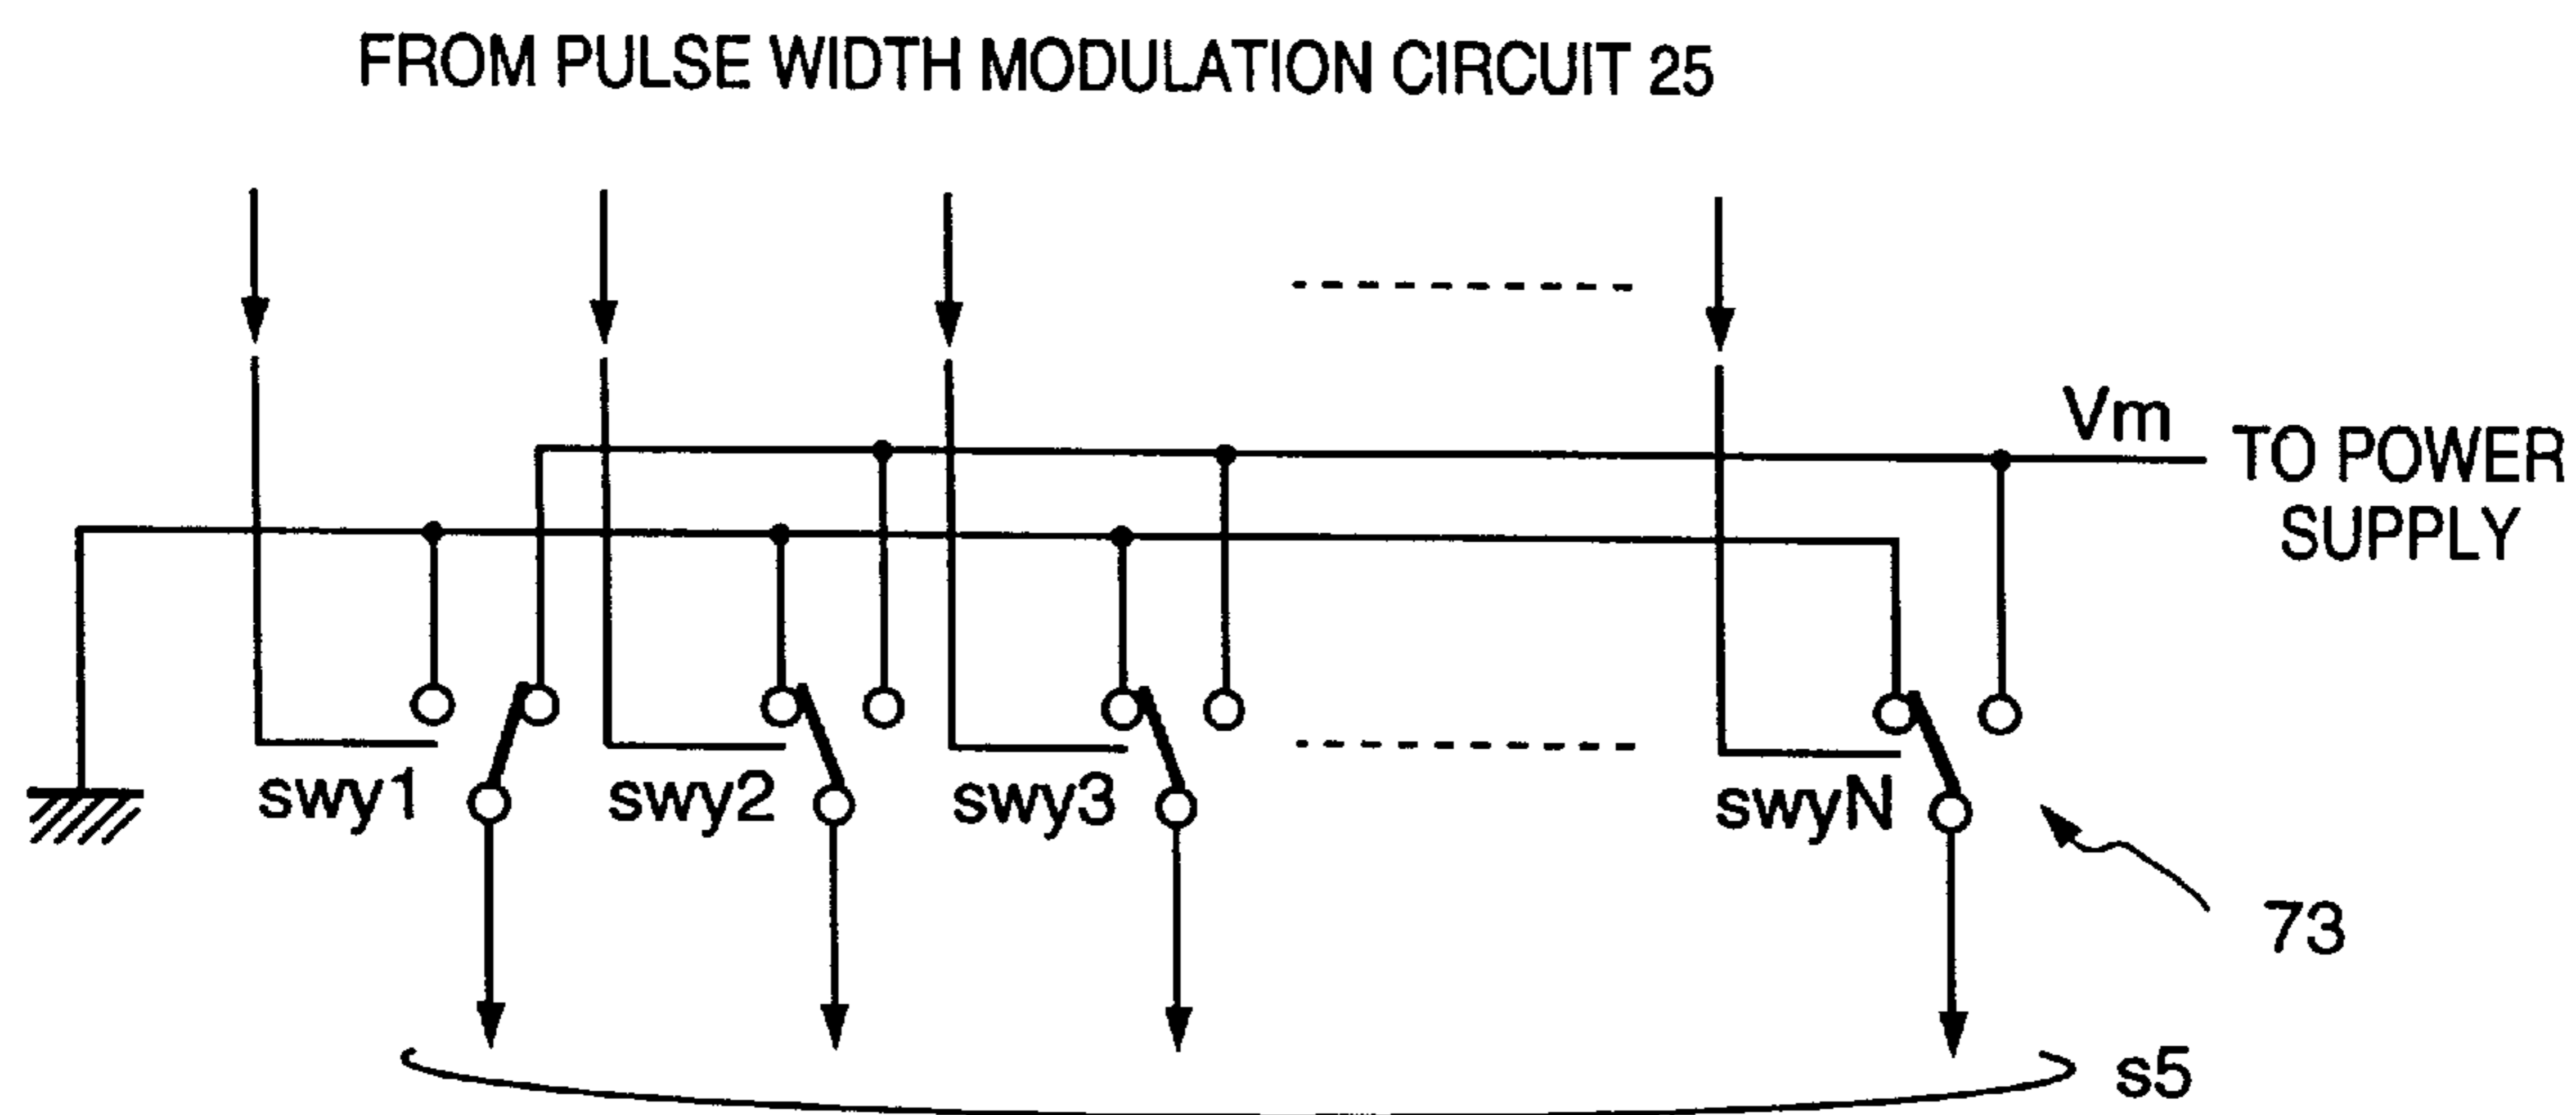 FROM PULSE WIDTH MODULATION CIRCUIT 25
Vm
TO POWER
SUPPLY
swy1
swy2
swy3
swyN
73
s5